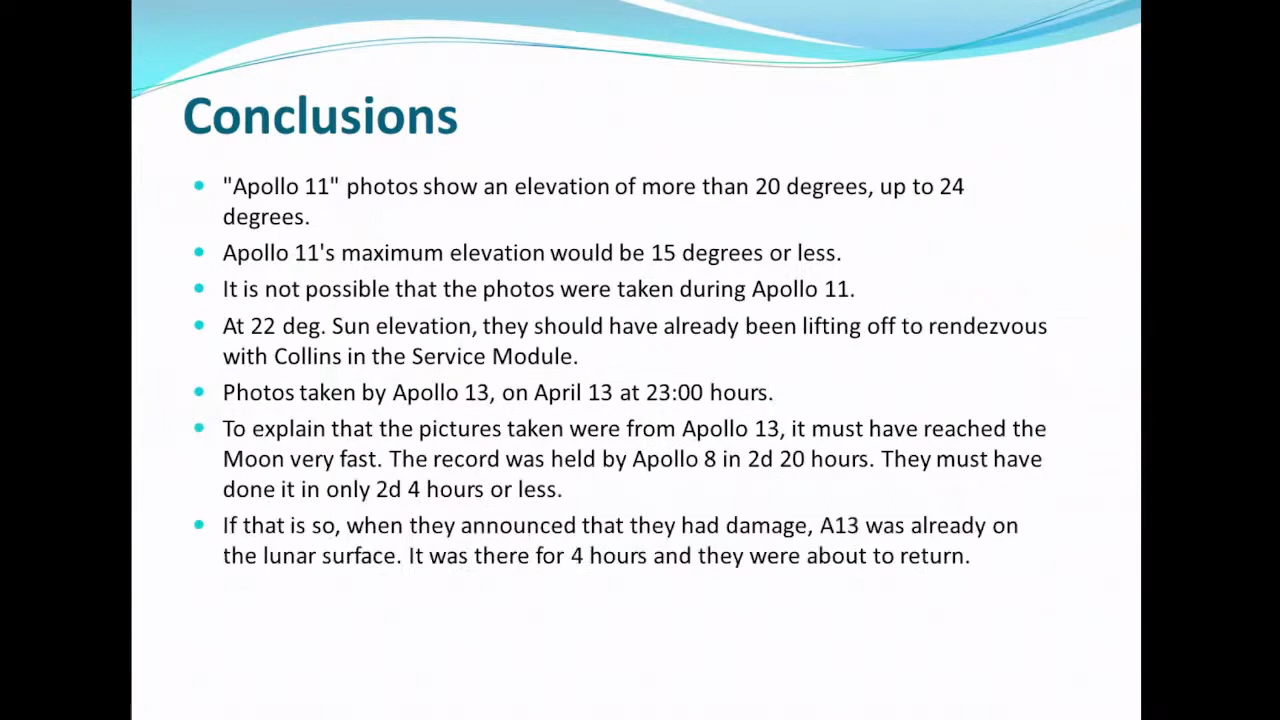 Conclusions
"Apollo 11" photos show an elevation of more than 20 degrees, up to 24
degrees.
Apollo 11's maximum elevation would be 15 degrees or less.
It is not possible that the photos were taken during Apollo 11.
At 22 deg. Sun elevation, they should have already been lifting off to rendezvous
with Collins in the Service Module.
Photos taken by Apollo 13, on April 13 at 23:00 hours.
To explain that the pictures taken were from Apollo 13, it must have reached the
Moon very fast. The record was held by Apollo 8 in 2d 20 hours. They must have
done it in only 2d 4 hours or less.
If that is so, when they announced that they had damage, A13 was already on
the lunar surface. It was there for 4 hours and they were about to return.